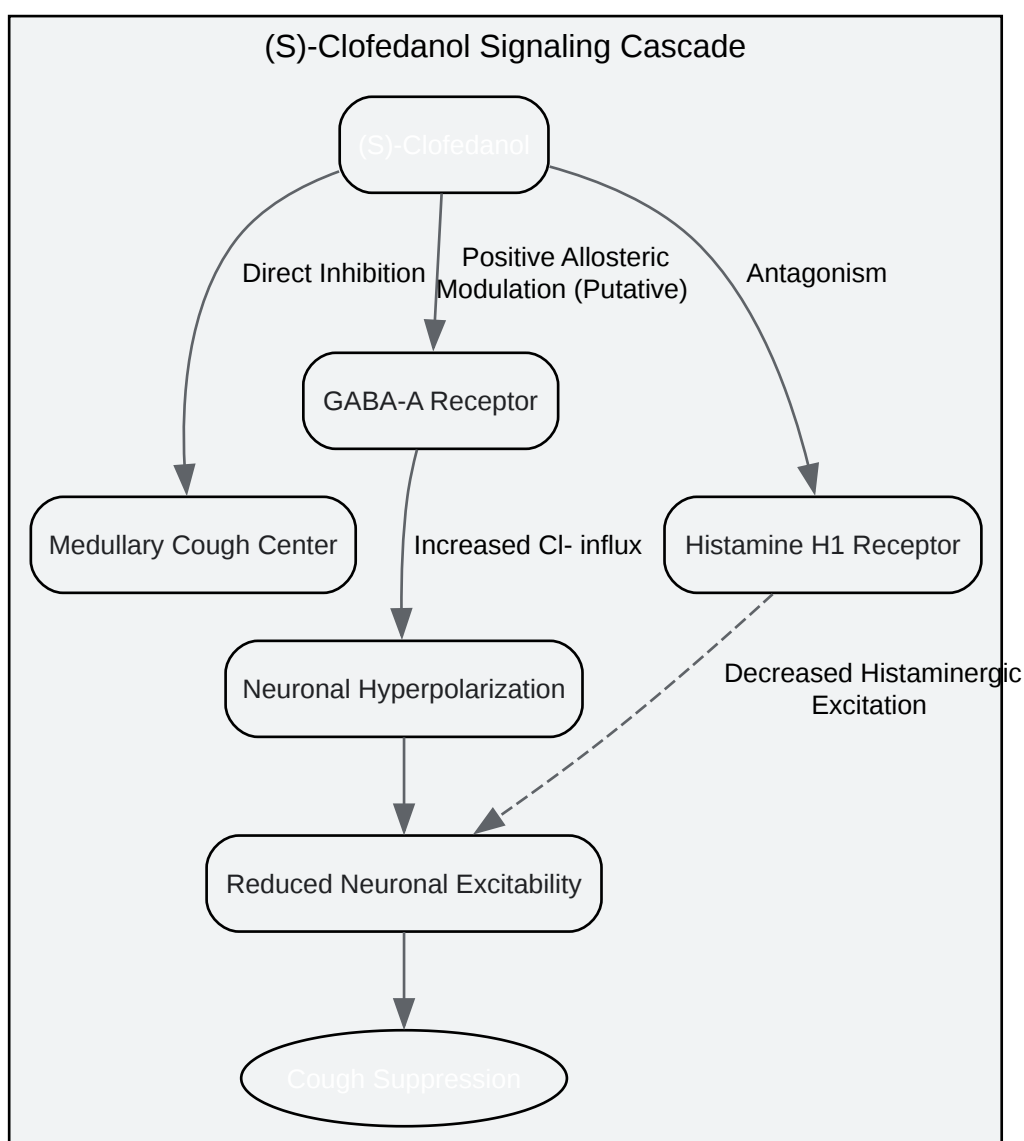 (S)-Clofedanol Signaling Cascade
(S)-Clofedanol
Direct Inhibition
Positive Allosteric
Modulation (Putative)
Antagonism
GABA-A Receptor
Medullary Cough Center
Increased Cl- influx
Histamine H1 Receptor
Neuronal Hyperpolarization
Decreased Histaminergic
Excitation
Reduced Neuronal Excitability
Cough Suppression